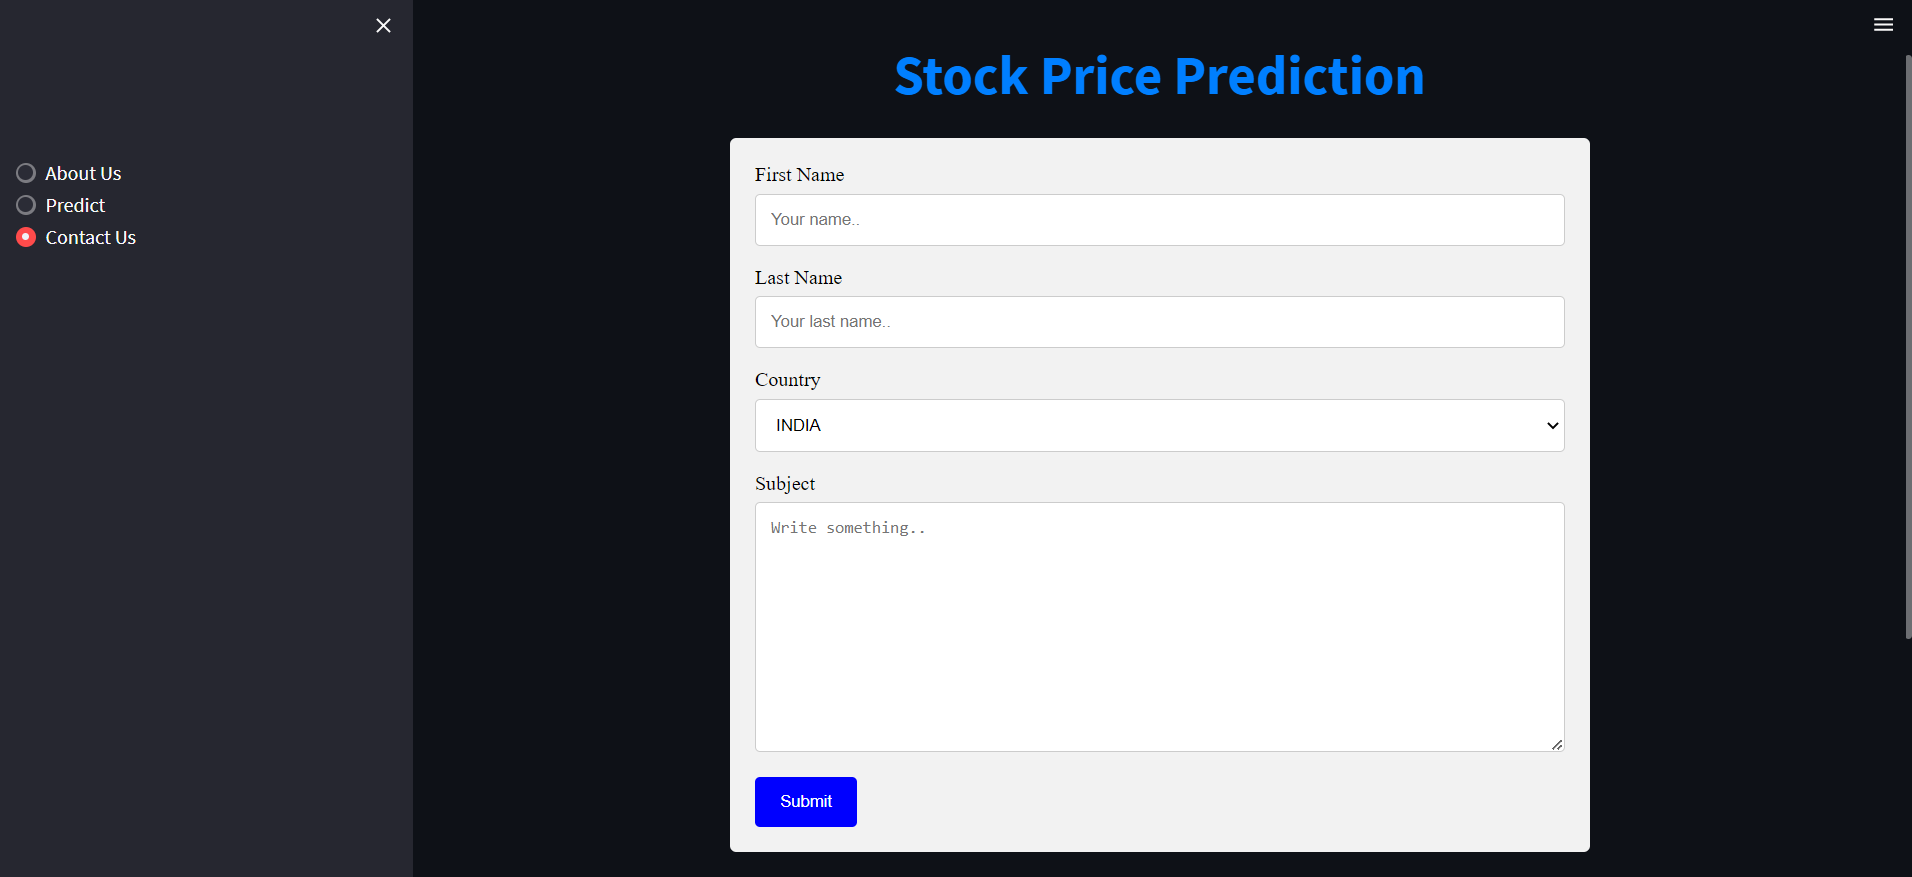 About Us
Predict
Contact Us
Stock Price Prediction
First Name
Your name..
Last Name
Your last name..
Country
INDIA
Subject
Write something..
Submit